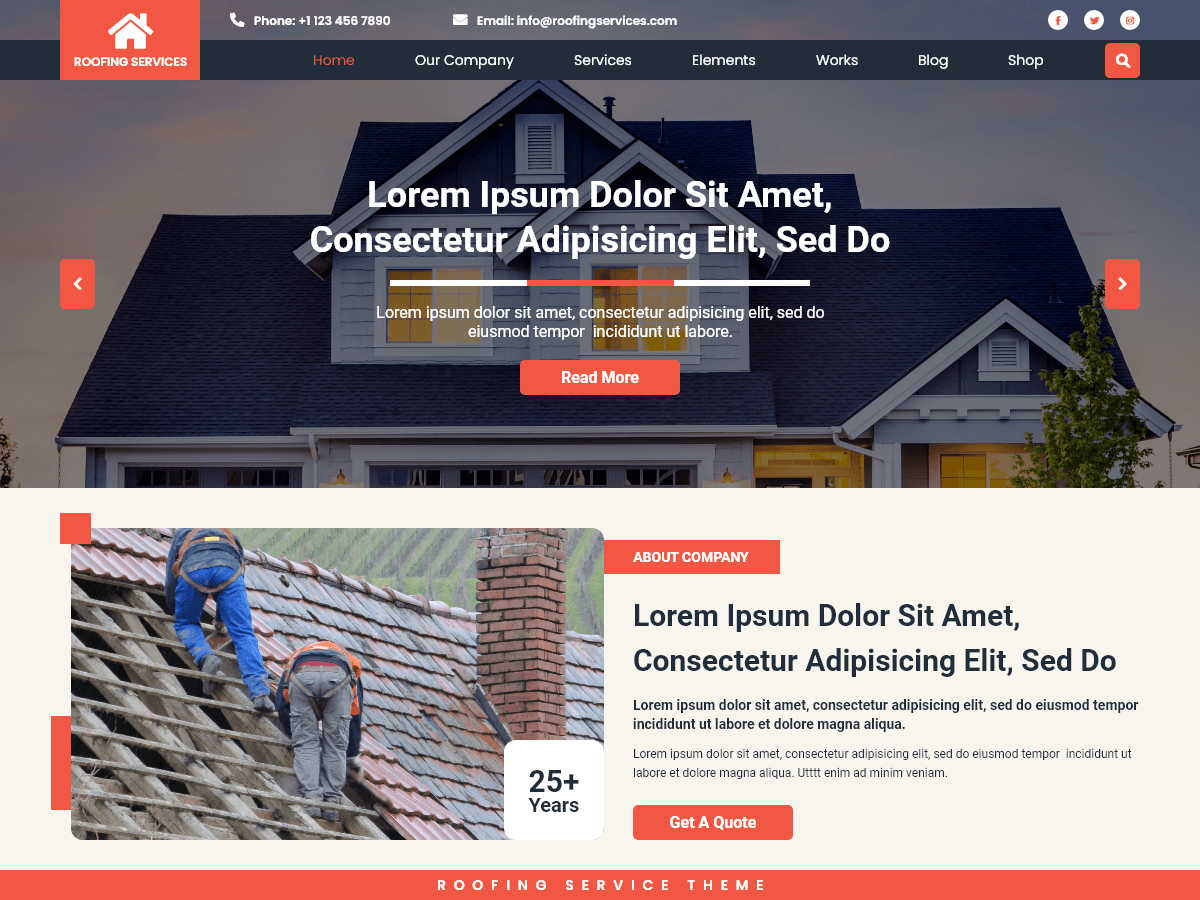 ROOFING SERVICES
Phone: +1 123 456 7890
Email: info@roofingservices.com
Home
Our Company
Services
Elements
Works
Blog
Shop
Lorem Ipsum Dolor Sit Amet,
Consectetur Adipisicing Elit, Sed Do
Lorem ipsum dolor sit amet, consectetur adipisicing elit, sed do
eiusmod tempor  incididunt ut labore.
Read More
25+
Years
ABOUT COMPANY
Lorem Ipsum Dolor Sit Amet,
Consectetur Adipisicing Elit, Sed Do
Lorem ipsum dolor sit amet, consectetur adipisicing elit, sed do eiusmod tempor
incididunt ut labore et dolore magna aliqua.
Lorem ipsum dolor sit amet, consectetur adipisicing elit, sed do eiusmod tempor  incididunt ut
labore et dolore magna aliqua. Utttt enim ad minim veniam.
Get A Quote
ROOFING SERVICE THEME